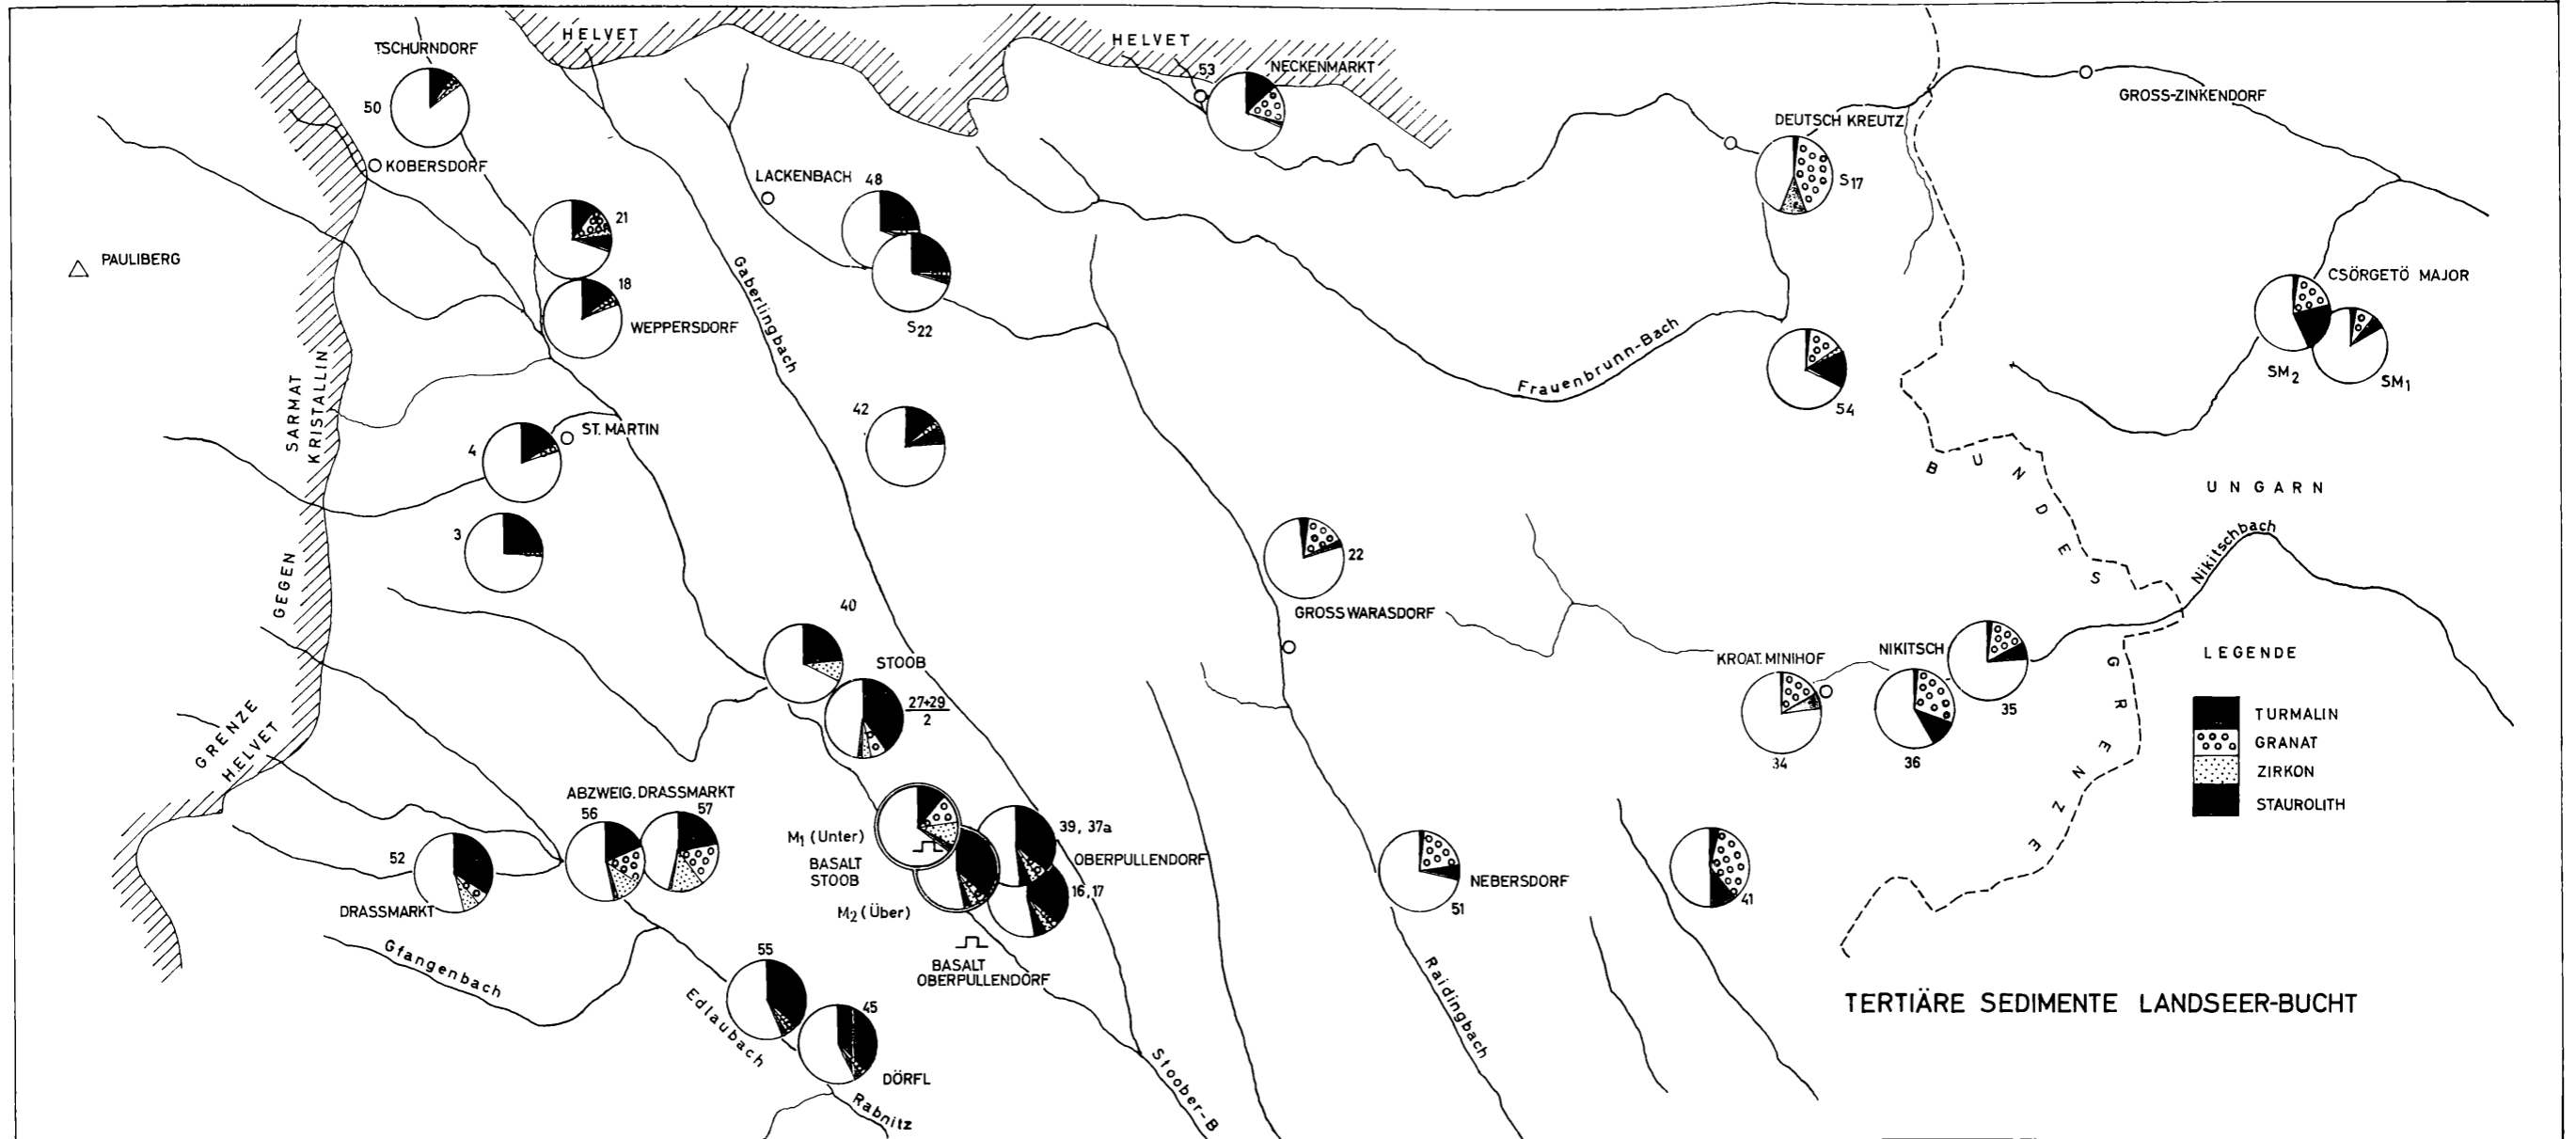 HELVET
HELVET
TSCHURNDORF
50
KOBERSDORF
PAULIBERG
53
NECKENMARKT
DEUTSCH KREUTZ
S17
GROSS-ZINKENDORF
LACKENBACH
48
S22
21
18
WEPPERSDORF
Gaberlingbach
CSÖRGETÖ MAJOR
SM2
SM1
Frauenbrunn-Bach
54
SARMAT
KRISTALLIN
4
ST. MARTIN
42
3
GEGEN
GRENZE
HELVET
BUNDES
GRENZE
UNGARN
Nikitschbach
22
GROSS WARASDORF
40
STOOB
27+29
2
KROAT. MINIHOF
34
NIKITSCH
35
36
LEGENDE
TURMALIN
GRANAT
ZIRKON
STAUROLITH
ABZWEIG. DRASSMARKT
56
57
52
DRASSMARKT
M1 (Unter)
BASALT
STOOB
M2 (Über)
39, 37a
OBERPULLENDORF
16,17
BASALT
OBERPULLENDORF
NEBERSDORF
51
41
Gfangenbach
55
Edlaubach
45
DÖRFL
Rabnitz
Stoober-B
Raidingbach
TERTIÄRE SEDIMENTE LANDSEER-BUCHT